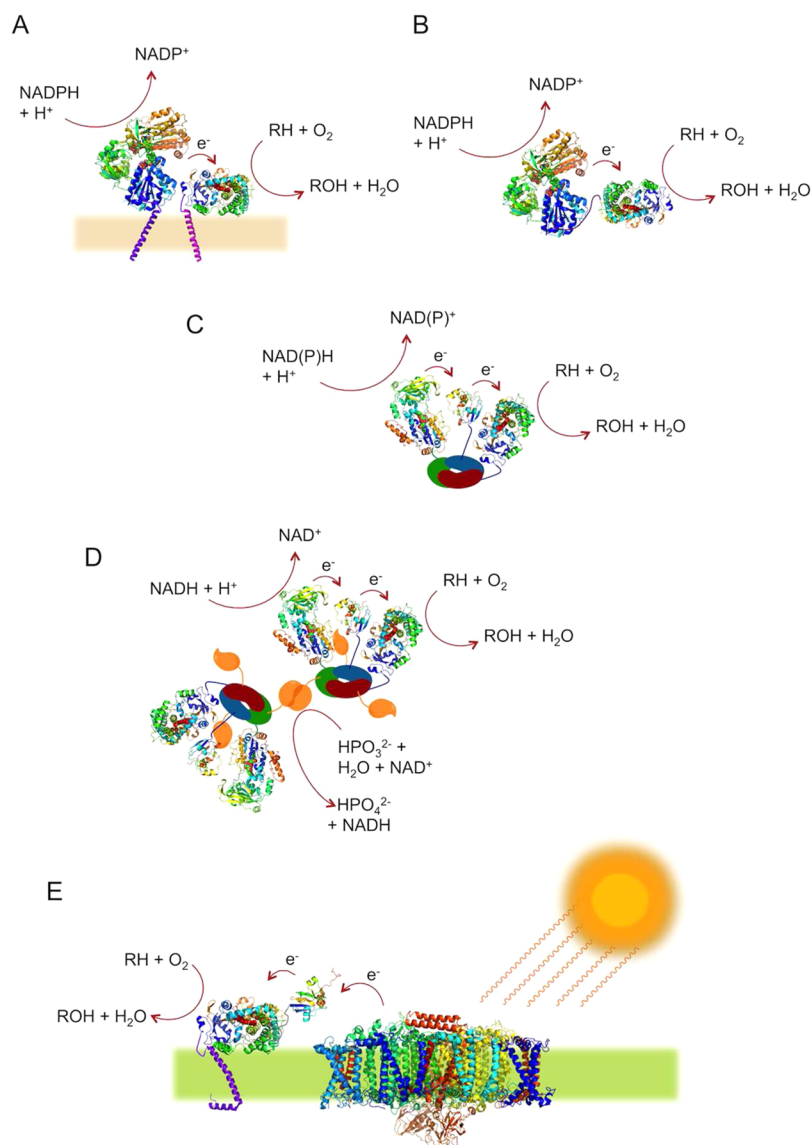 A
NADP⁺
NADPH
+ H⁺
e⁻
RH + O₂
ROH + H₂O
B
NADP⁺
NADPH
+ H⁺
e⁻
RH + O₂
ROH + H₂O
C
NAD(P)⁺
NAD(P)H
+ H⁺
e⁻
e⁻
RH + O₂
ROH + H₂O
D
NAD⁺
NADH + H⁺
e⁻
e⁻
RH + O₂
ROH + H₂O
HPO₃²⁻ +
H₂O + NAD⁺
HPO₄²⁻
+ NADH
E
RH + O₂
ROH + H₂O
e⁻
e⁻